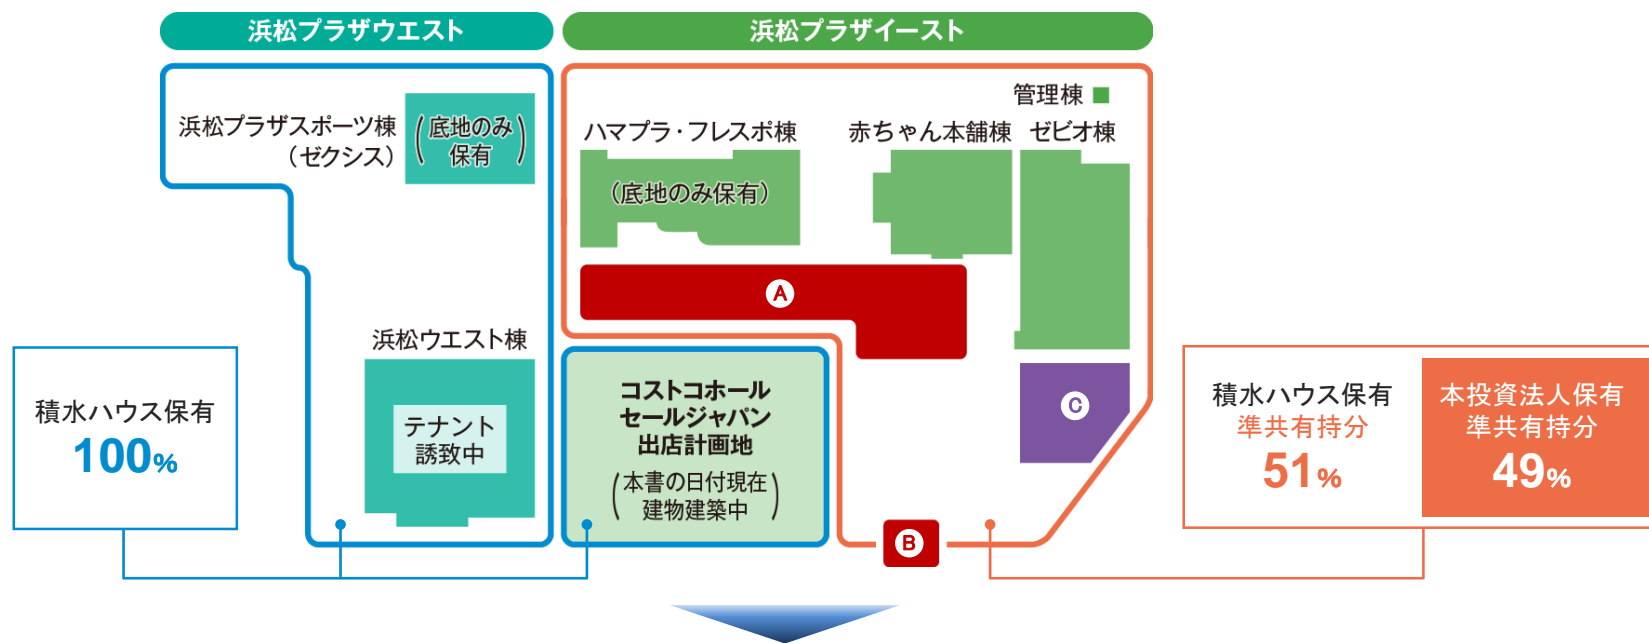 浜松プラザウエスト
浜松プラザイースト
浜松プラザスポーツ棟
（ゼクシス）
（底地のみ
保有）
管理棟
ハマプラ・フレスポ棟
（底地のみ保有）
赤ちゃん本舗棟
ゼビオ棟
A
浜松ウエスト棟
テナント
誘致中
コストコホール
セールジャパン
出店計画地
（本書の日付現在
建物建築中）
C
B
積水ハウス保有
100%
積水ハウス保有
準共有持分
51%
本投資法人保有
準共有持分
49%